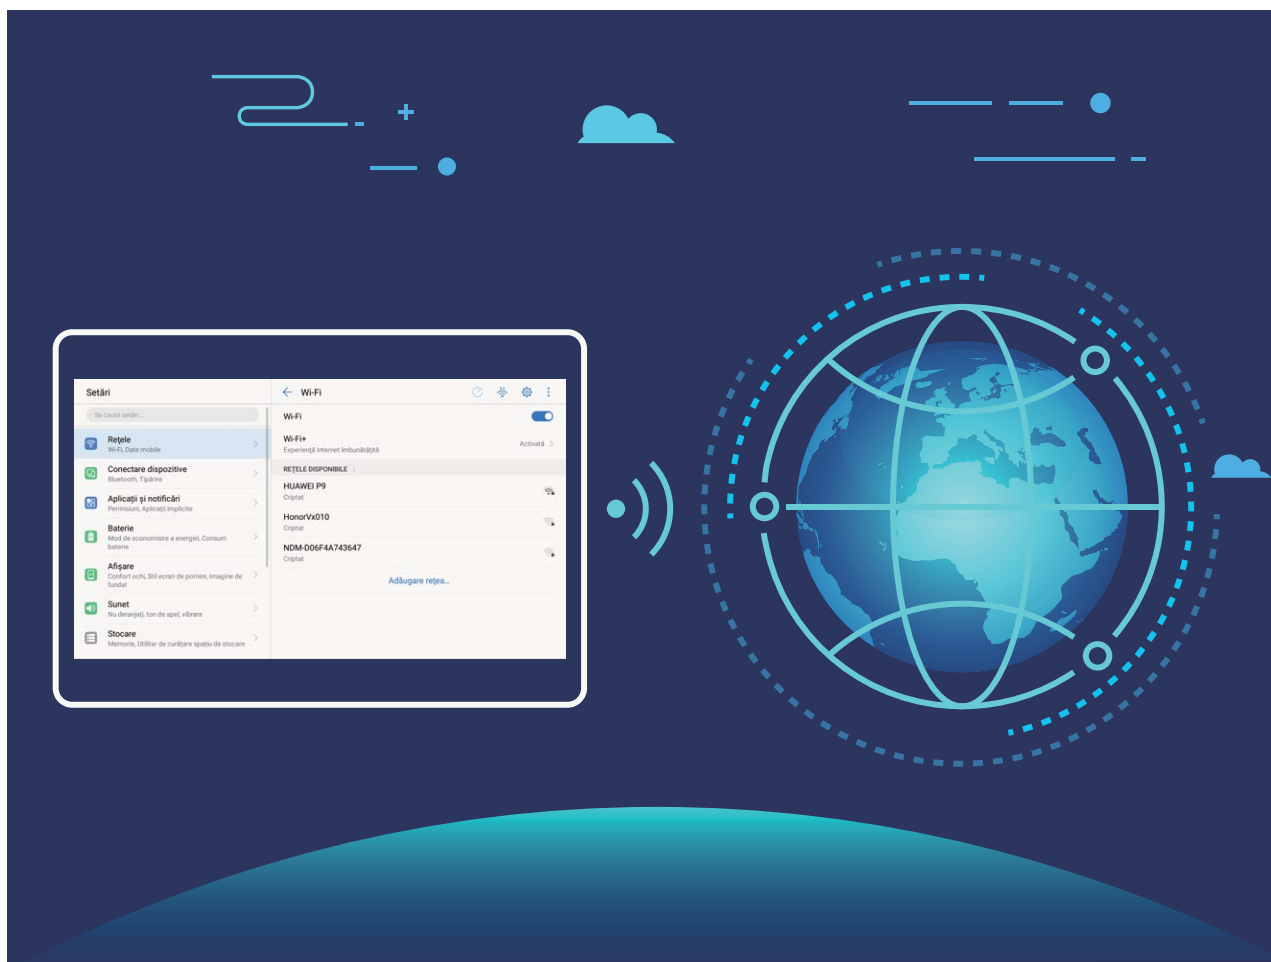 Setări
Se caută setări...
Rețele
Wi-Fi, Date mobile
Conectare dispozitive
Bluetooth, Tipărire
Aplicații și notificări
Permisiuni, Aplicații implicite
Baterie
Mod de economisire a energiei, Consum
baterie
Afișare
Confort ochi, Stil ecran de pornire, Imagine de
fundal
Sunet
Nu deranjați, ton de apel, vibrare
Stocare
Memorie, Utilitar de curățare spațiu de stocare
Wi-Fi
Wi-Fi
Wi-Fi+
Experiență Internet îmbunătățită
Activată
REȚELE DISPONIBILE
HUAWEI P9
Criptat
HonorVx010
Criptat
NDM-D06F4A743647
Criptat
Adăugare rețea...